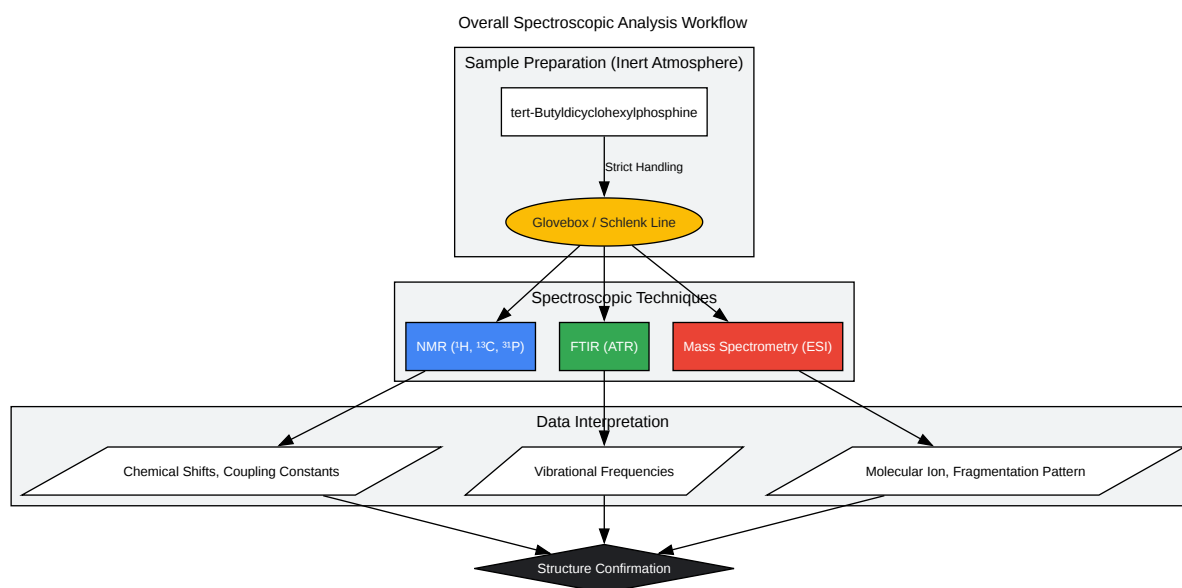 Overall Spectroscopic Analysis Workflow
Sample Preparation (Inert Atmosphere)
tert-Butyldicyclohexylphosphine
Strict Handling
Glovebox / Schlenk Line
Spectroscopic Techniques
NMR (¹H, ¹³C, ³¹P)
FTIR (ATR)
Mass Spectrometry (ESI)
Data Interpretation
Chemical Shifts, Coupling Constants
Vibrational Frequencies
Molecular Ion, Fragmentation Pattern
Structure Confirmation